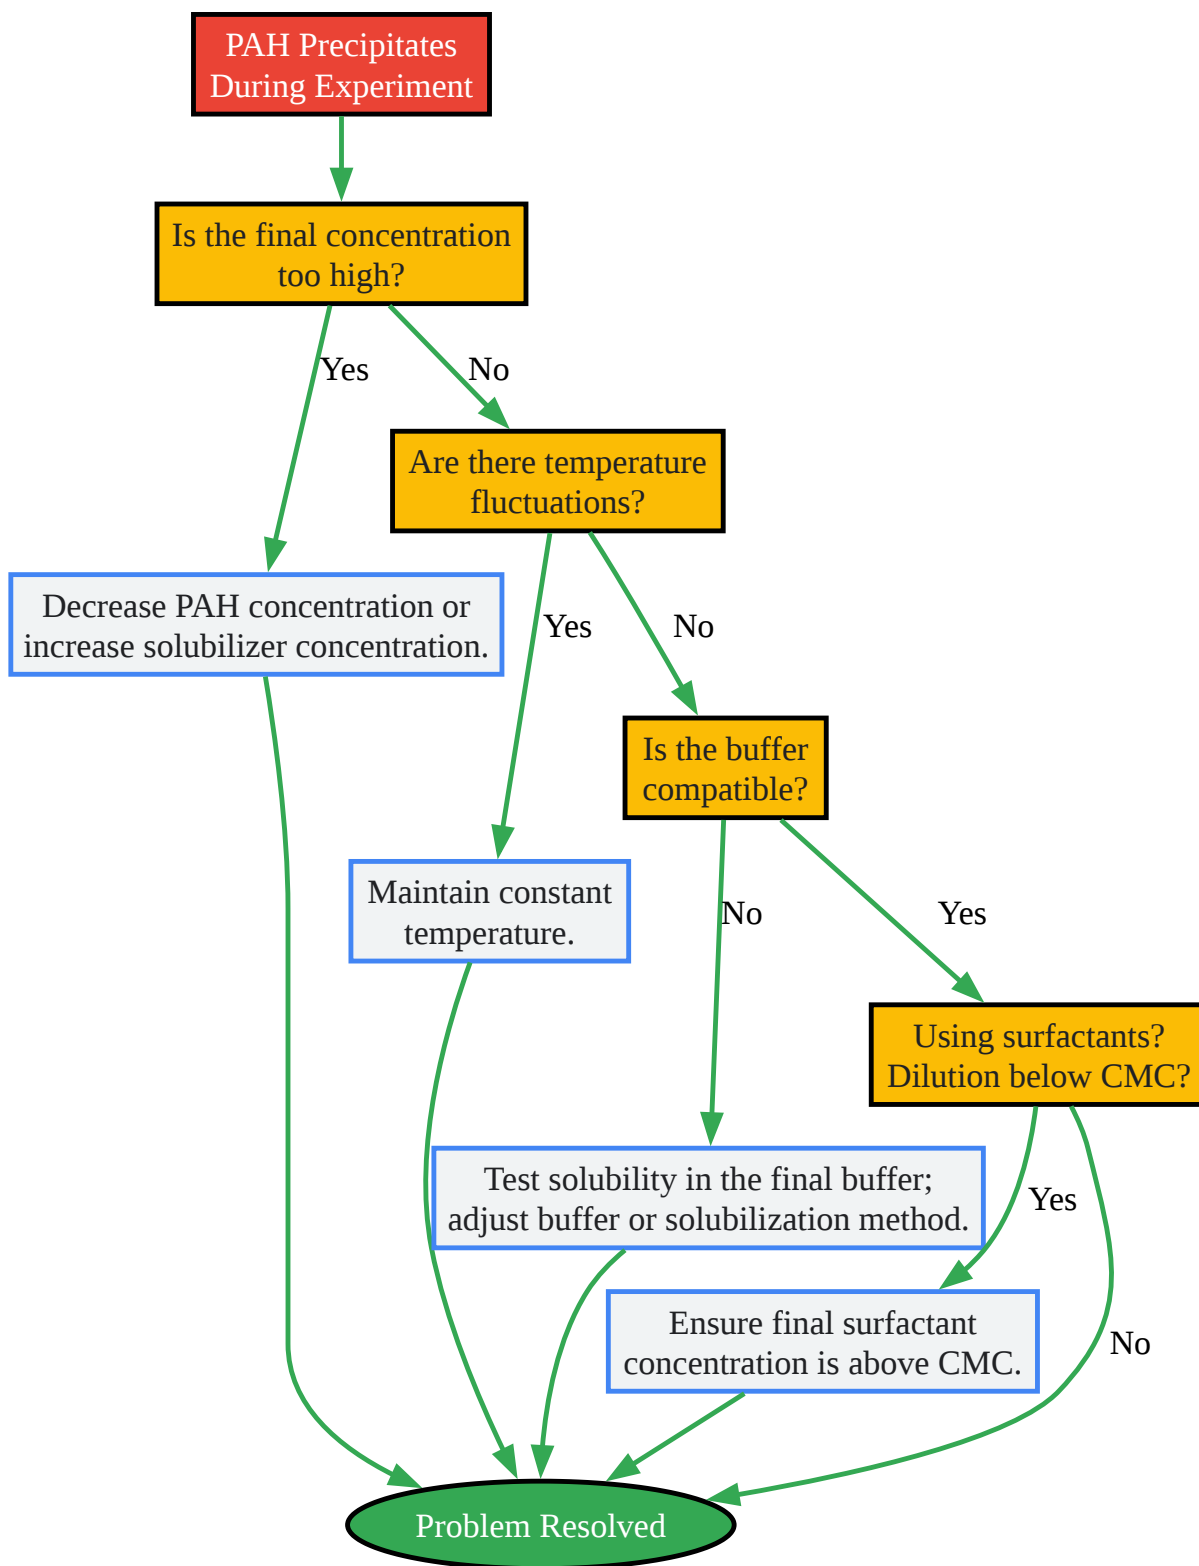 PAH Precipitates
During Experiment
Is the final concentration
too high?
Yes
No
Are there temperature
fluctuations?
Decrease PAH concentration or
increase solubilizer concentration.
Yes
No
Is the buffer
compatible?
Maintain constant
temperature.
No
Yes
Using surfactants?
Dilution below CMC?
Test solubility in the final buffer;
adjust buffer or solubilization method.
Yes
Ensure final surfactant
concentration is above CMC.
No
Problem Resolved